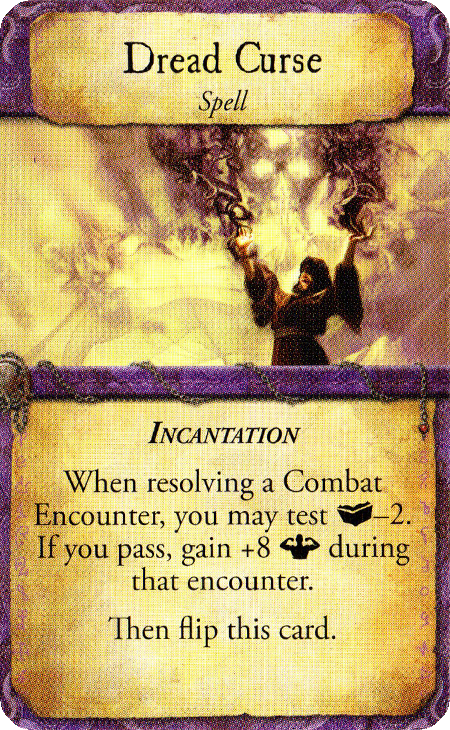 Dread Curse
Spell
INCANTATION
When resolving a Combat
Encounter, you may test –2.
If you pass, gain +8 during
that encounter.
Then flip this card.